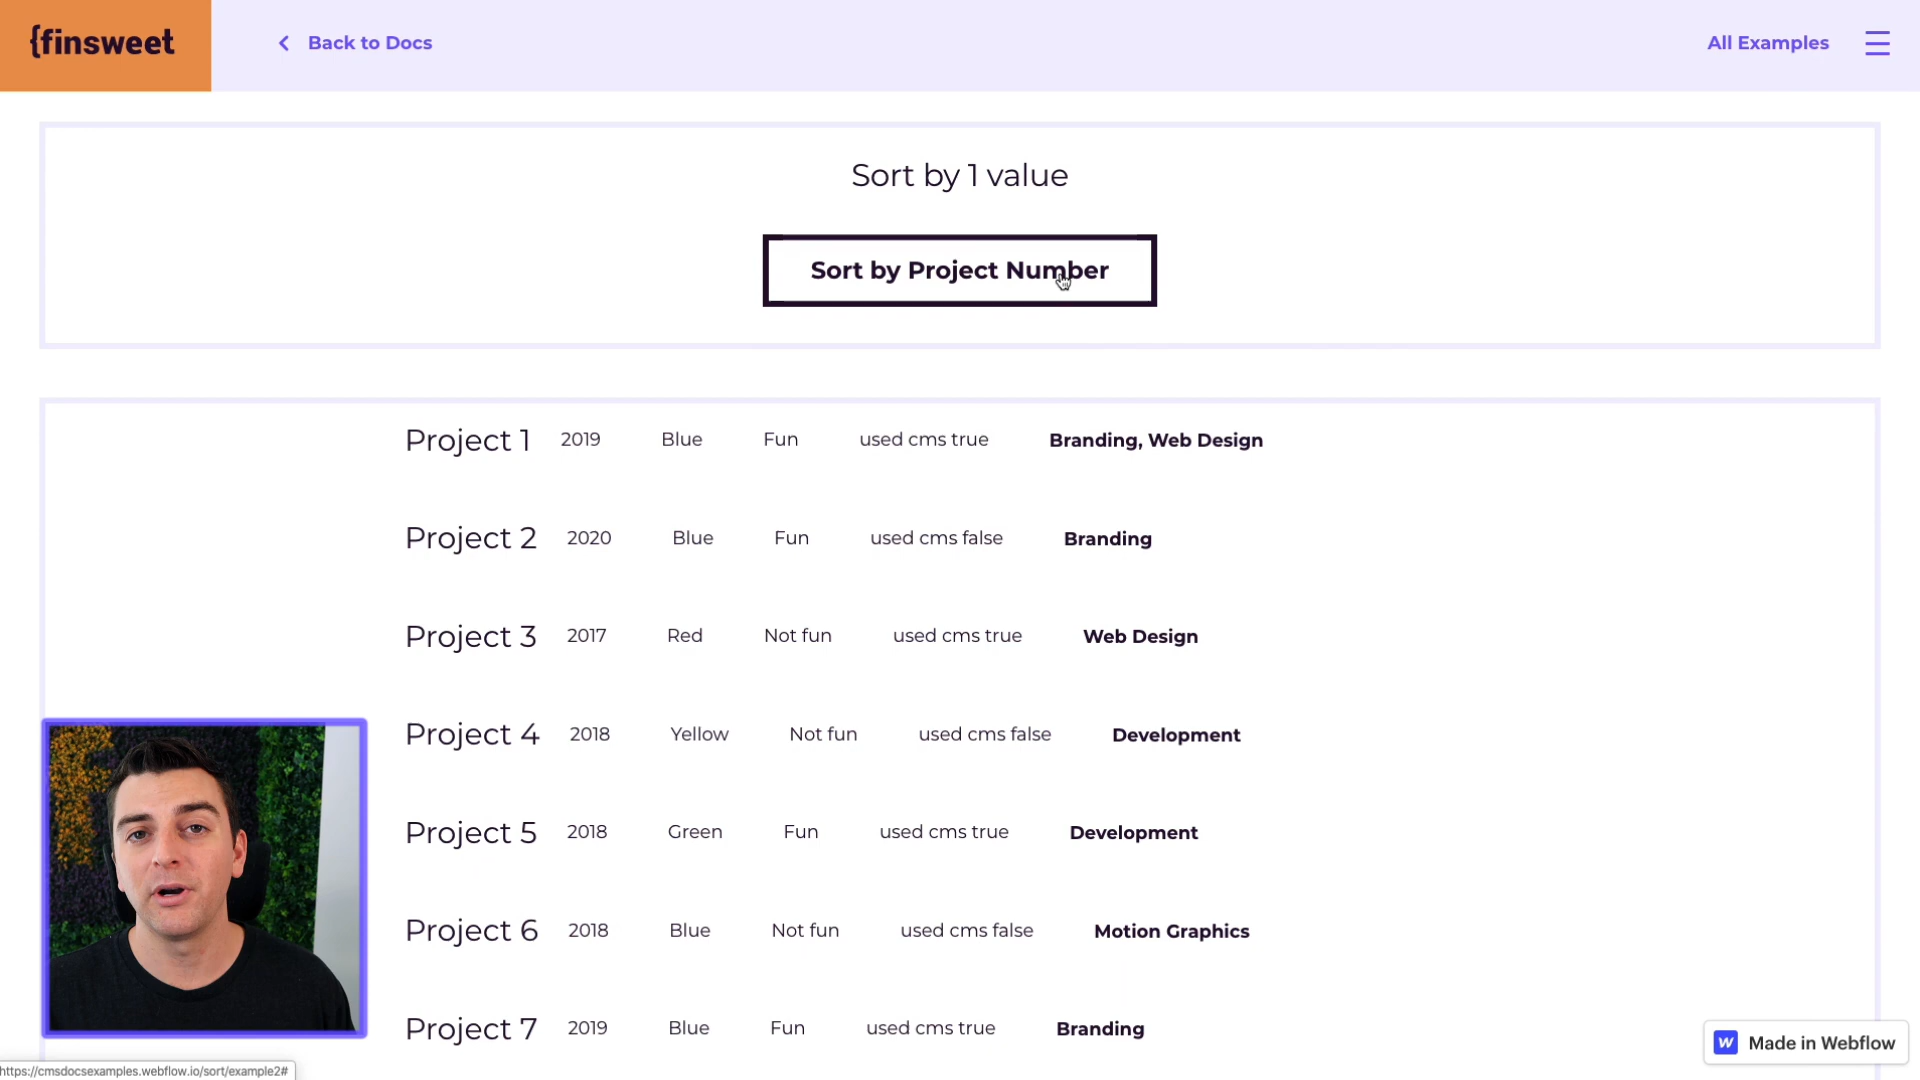 {finsweet
Back to Docs
All Examples
Sort by 1 value
Sort by Project Number
Project 1 2019 Blue Fun used cms true Branding, Web Design
Project 2 2020 Blue Fun used cms false Branding
Project 3 2017 Red Not fun used cms true Web Design
Project 4 2018 Yellow Not fun used cms false Development
Project 5 2018 Green Fun used cms true Development
Project 6 2018 Blue Not fun used cms false Motion Graphics
Project 7 2019 Blue Fun used cms true Branding
W Made in Webflow
https://cmsdocsexamples.webflow.io/sort/example2#